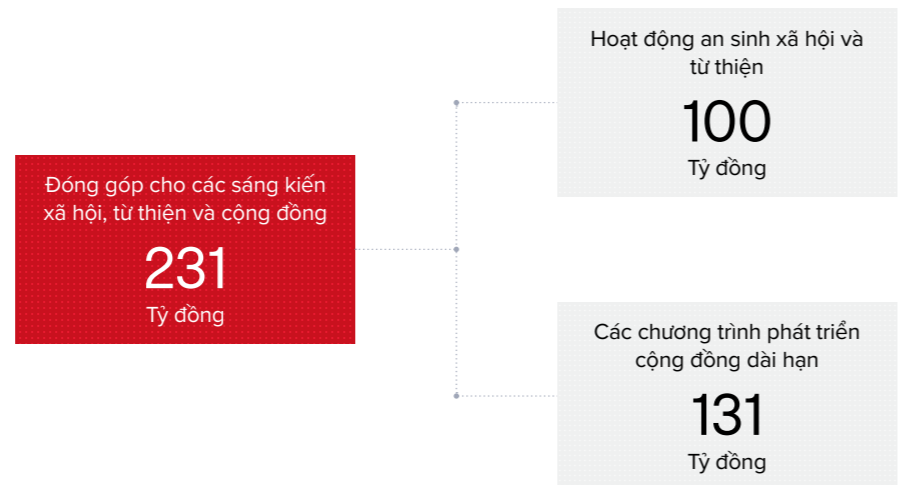 Đóng góp cho các sáng kiến
xã hội, từ thiện và cộng đồng
231
Tỷ đồng
Hoạt động an sinh xã hội và
từ thiện
100
Tỷ đồng
Các chương trình phát triển
cộng đồng dài hạn
131
Tỷ đồng